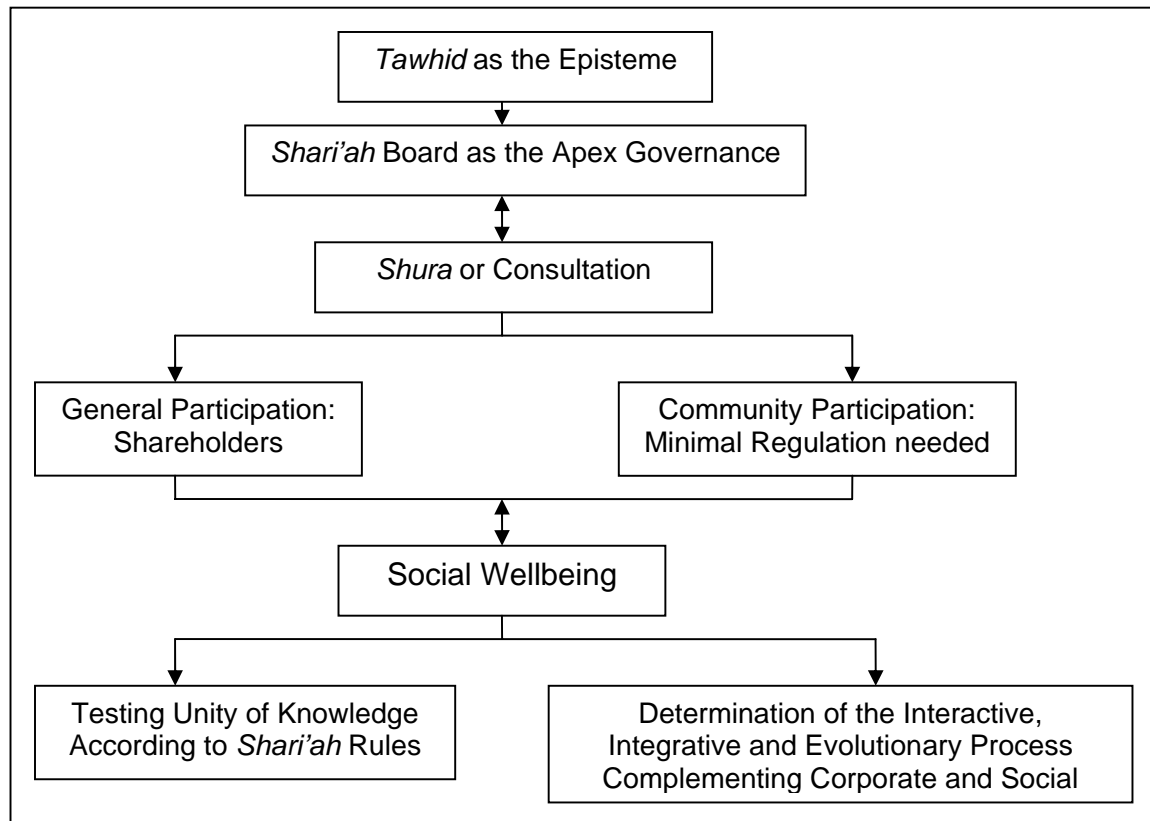 Tawhid as the Episteme
Shari’ah Board as the Apex Governance
Shura or Consultation
General Participation:
Shareholders
Community Participation:
Minimal Regulation needed
Social Wellbeing
Testing Unity of Knowledge
According to Shari’ah Rules
Determination of the Interactive,
Integrative and Evolutionary Process
Complementing Corporate and Social